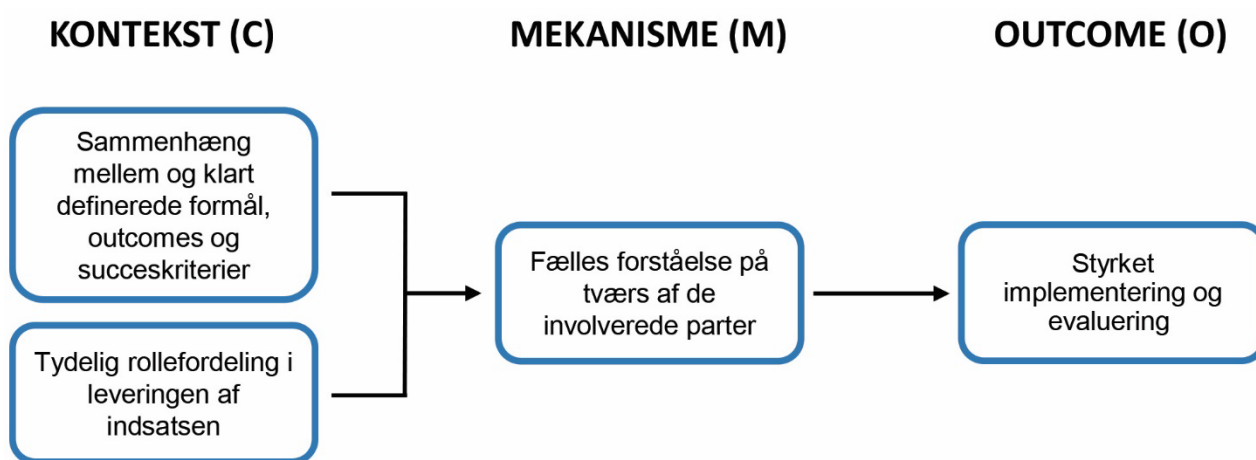 KONTEKST (C)
MEKANISME (M)
OUTCOME (O)
Sammenhæng
mellem og klart
definerede formål,
outcomes og
succeskriterier
Tydelig rollefordeling i
leveringen af
indsatsen
Fælles forståelse på
tværs af de
involverede parter
Styrket
implementering og
evaluering